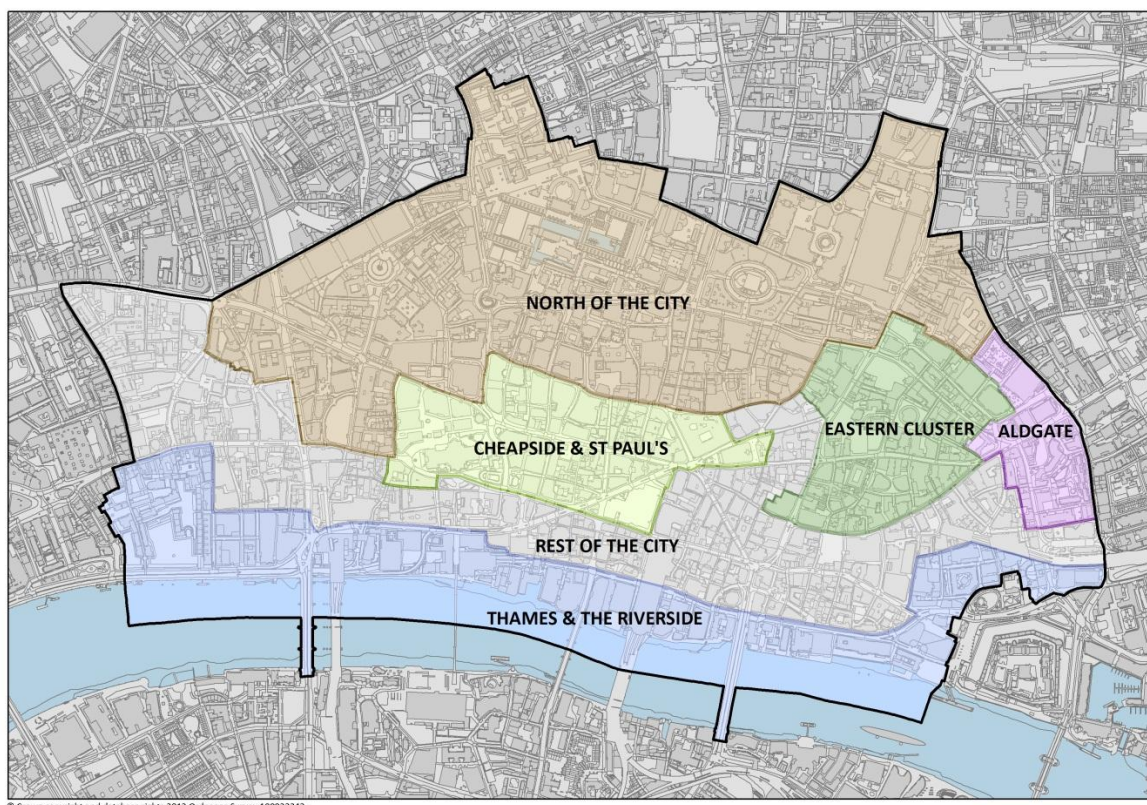 NORTH OF THE CITY
EASTERN CLUSTER
ALDGATE
CHEAPSIDE & ST PAUL'S
REST OF THE CITY
THAMES & THE RIVERSIDE